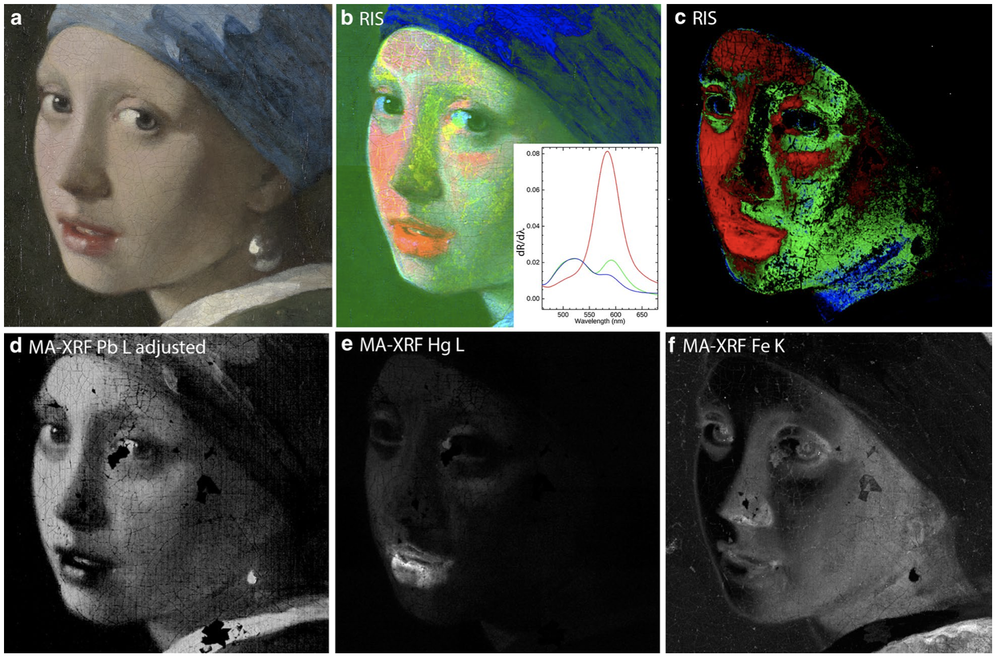 a
b RIS
c RIS
0.08
0.06
0.04
0.02
0.00
dR/dλ
500 550 600 650
Wavelength (nm)
d MA-XRF Pb L adjusted
e MA-XRF Hg L
f MA-XRF Fe K